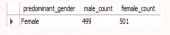 predominant_gender male_count female_count
Female 499 501